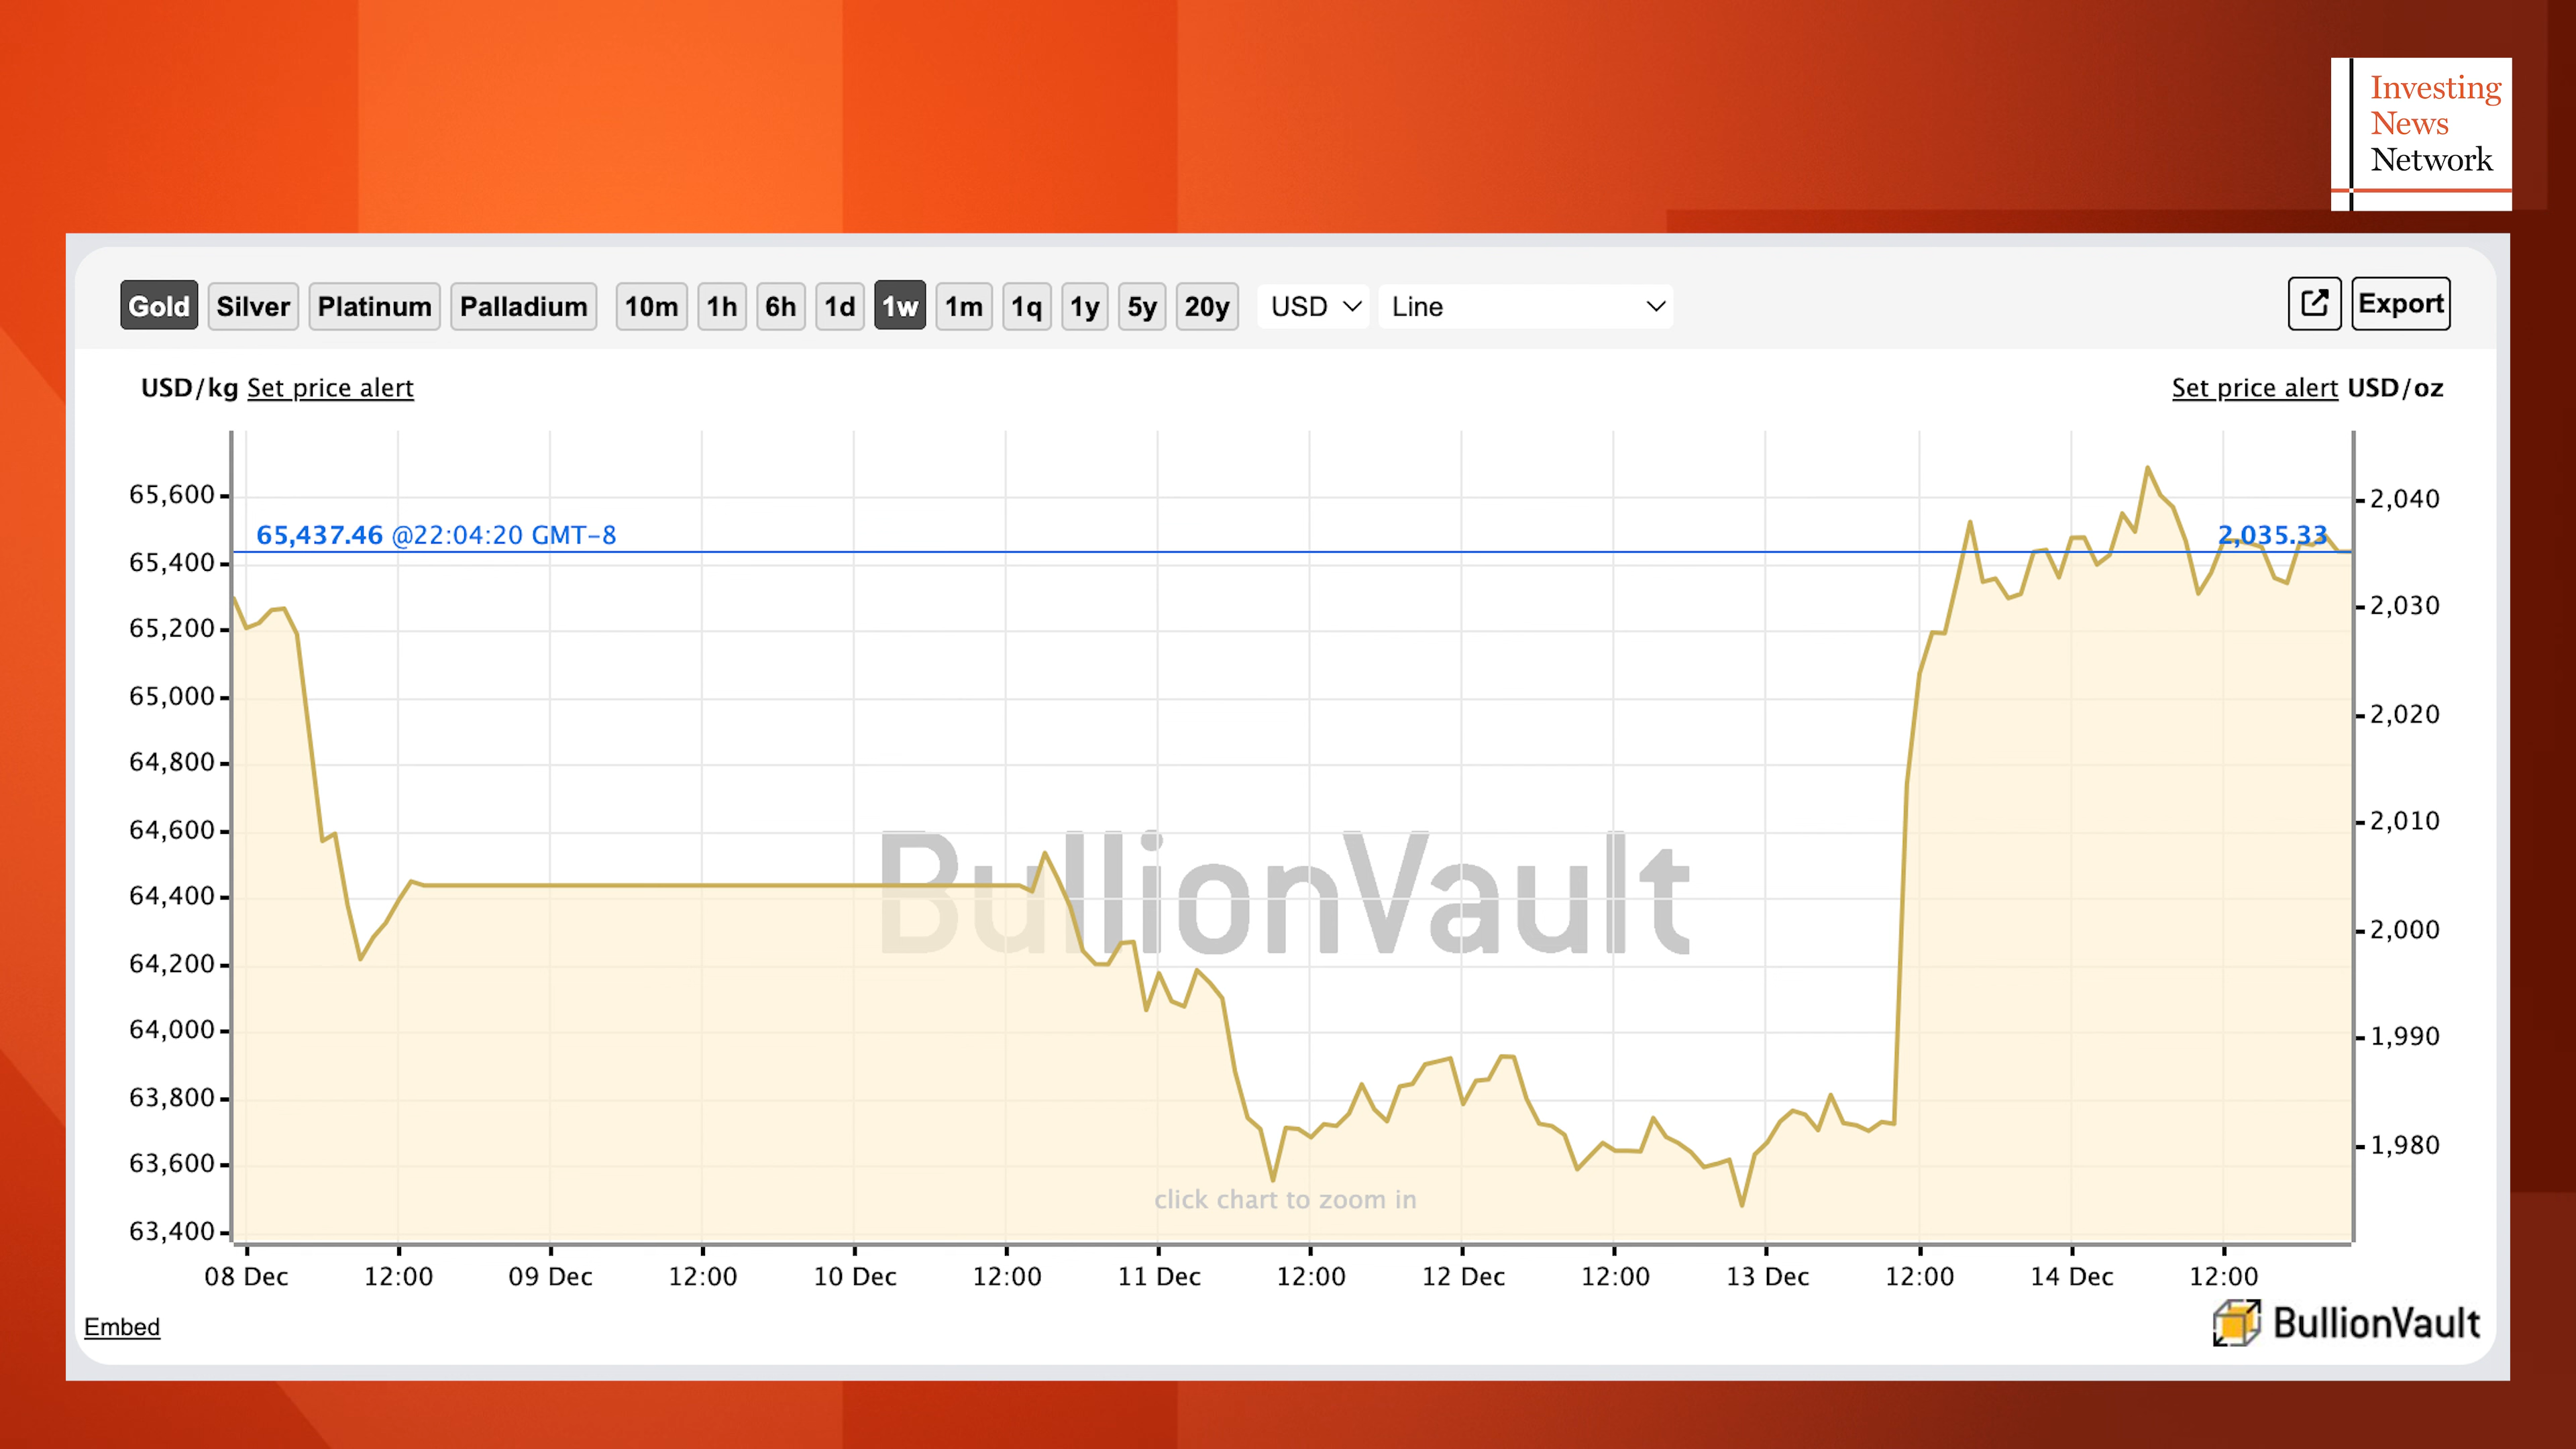 Investing
News
Network
Gold Silver Platinum Palladium 10m 1h 6h 1d 1w 1m 1q 1y 5y 20y USD Line Export
USD/kg Set price alert
Set price alert USD/oz
65,600
65,400
65,200
65,000
64,800
64,600
64,400
64,200
64,000
63,800
63,600
63,400
65,437.46 @22:04:20 GMT-8
2,035.33
2,040
2,030
2,020
2,010
2,000
1,990
1,980
BullionVault
click chart to zoom in
08 Dec 12:00 09 Dec 12:00 10 Dec 12:00 11 Dec 12:00 12 Dec 12:00 13 Dec 12:00 14 Dec 12:00
Embed
BullionVault